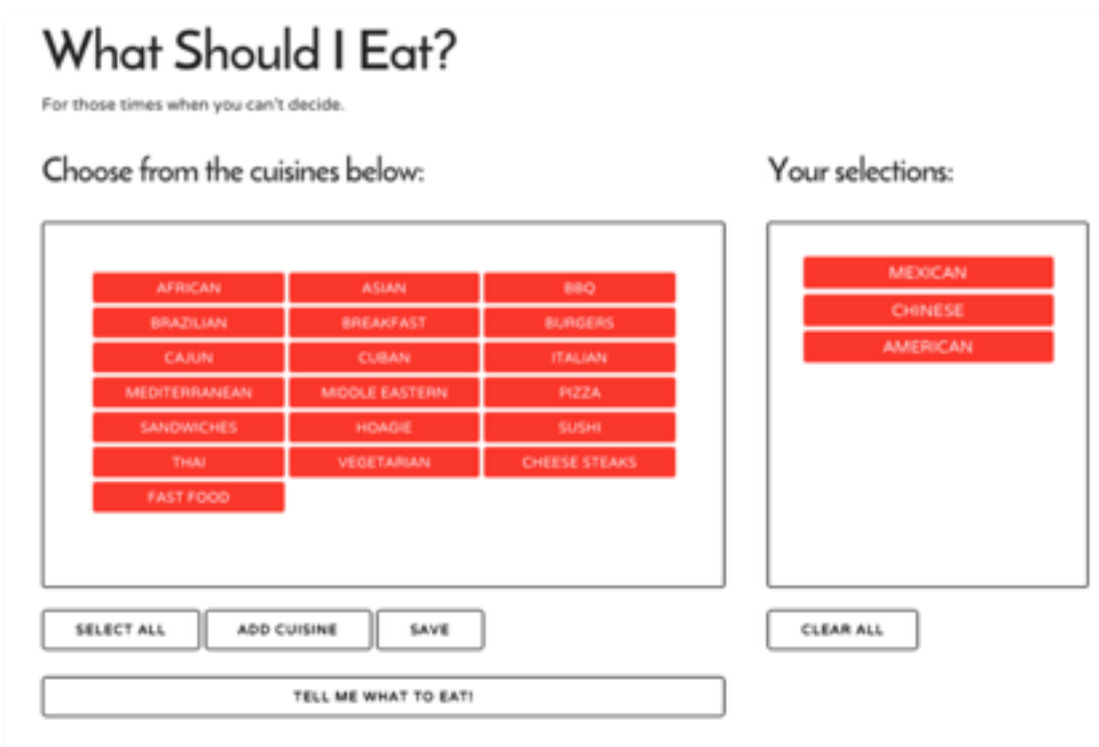 What Should I Eat?
For those times when you can't decide.
Choose from the cuisines below:
AFRICAN ASIAN BBQ
BRAZILIAN BREAKFAST BURGERS
CAJUN CUBAN ITALIAN
MEDITERRANEAN MIDDLE EASTERN PIZZA
SANDWICHES HOAGIE SUSHI
THAI VEGETARIAN CHEESE STEAKS
FAST FOOD
SELECT ALL ADD CUISINE SAVE
TELL ME WHAT TO EAT!
Your selections:
MEXICAN
CHINESE
AMERICAN
CLEAR ALL